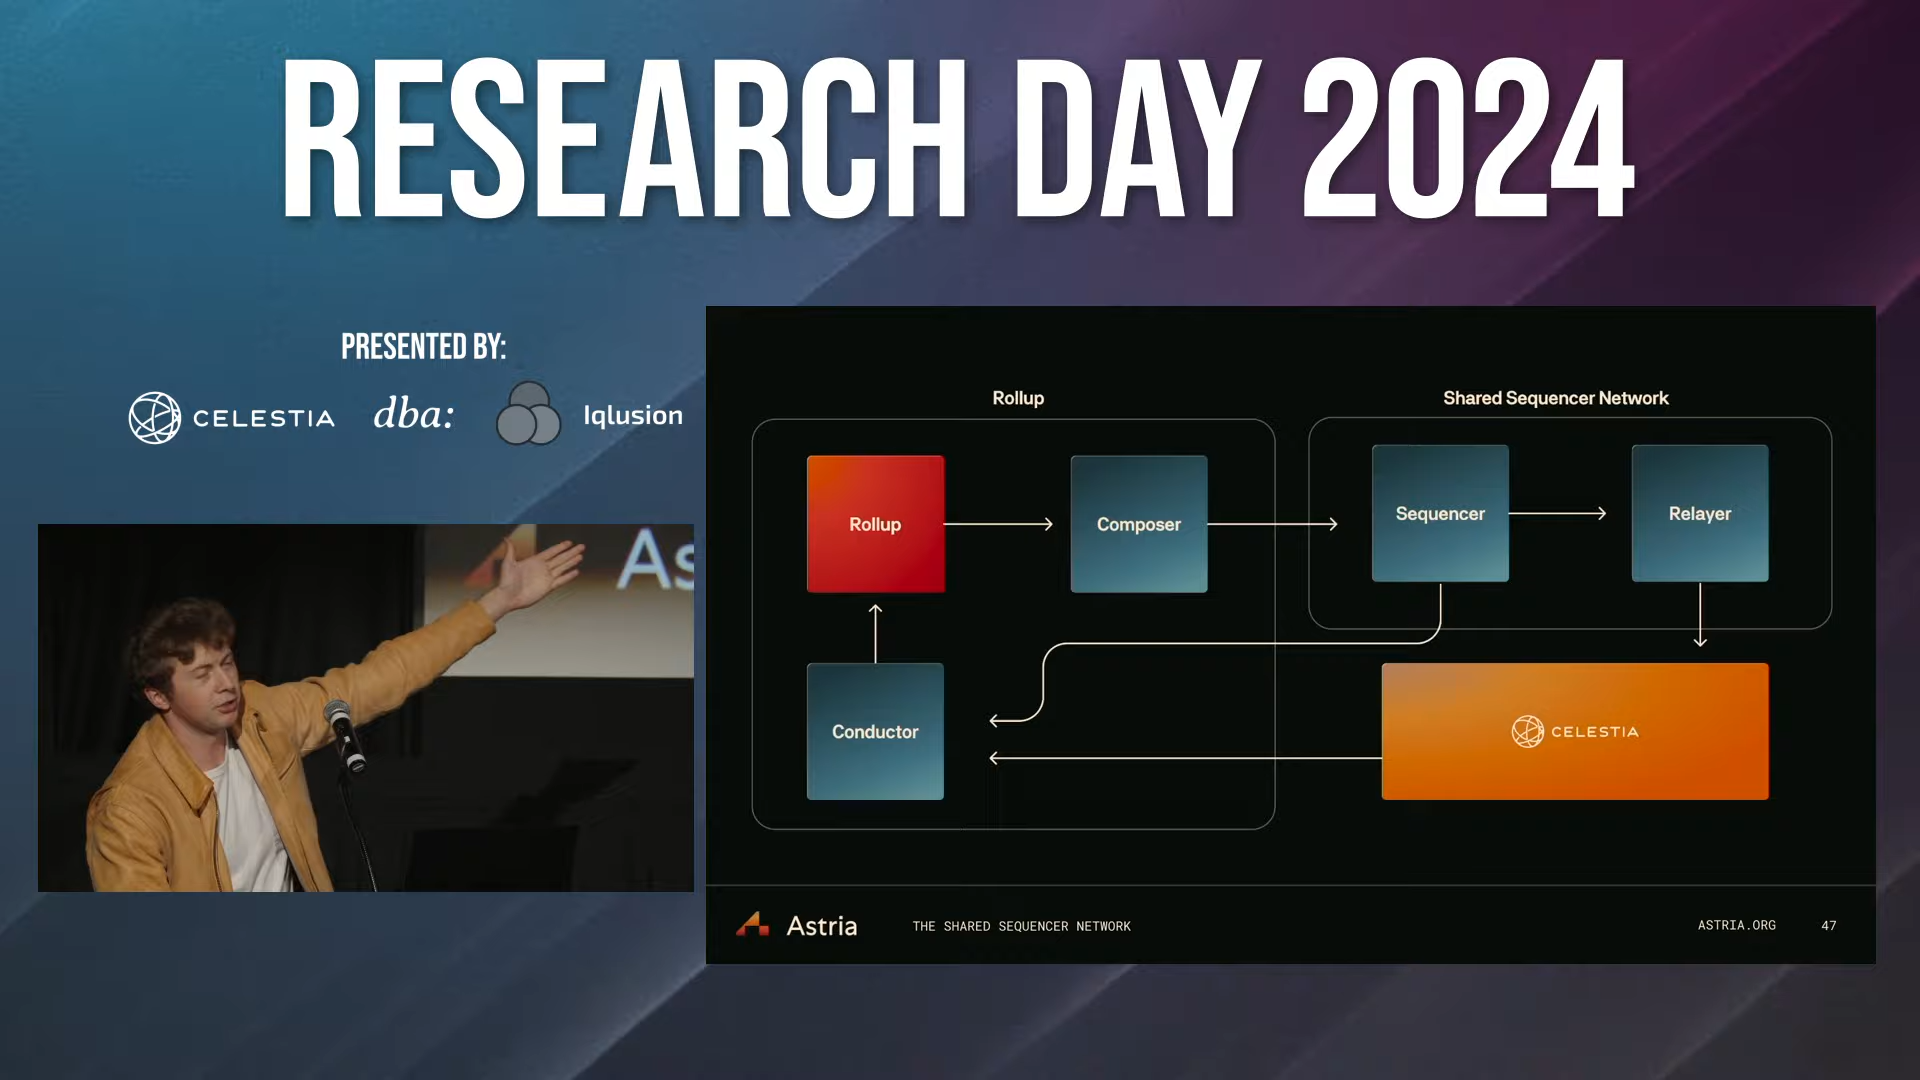 RESEARCH DAY 2024
PRESENTED BY:
CELESTIA
dba:
Iqlusion
As
Rollup
Shared Sequencer Network
Rollup
Composer
Sequencer
Relayer
Conductor
CELESTIA
Astria
THE SHARED SEQUENCER NETWORK
ASTRIA.ORG
47